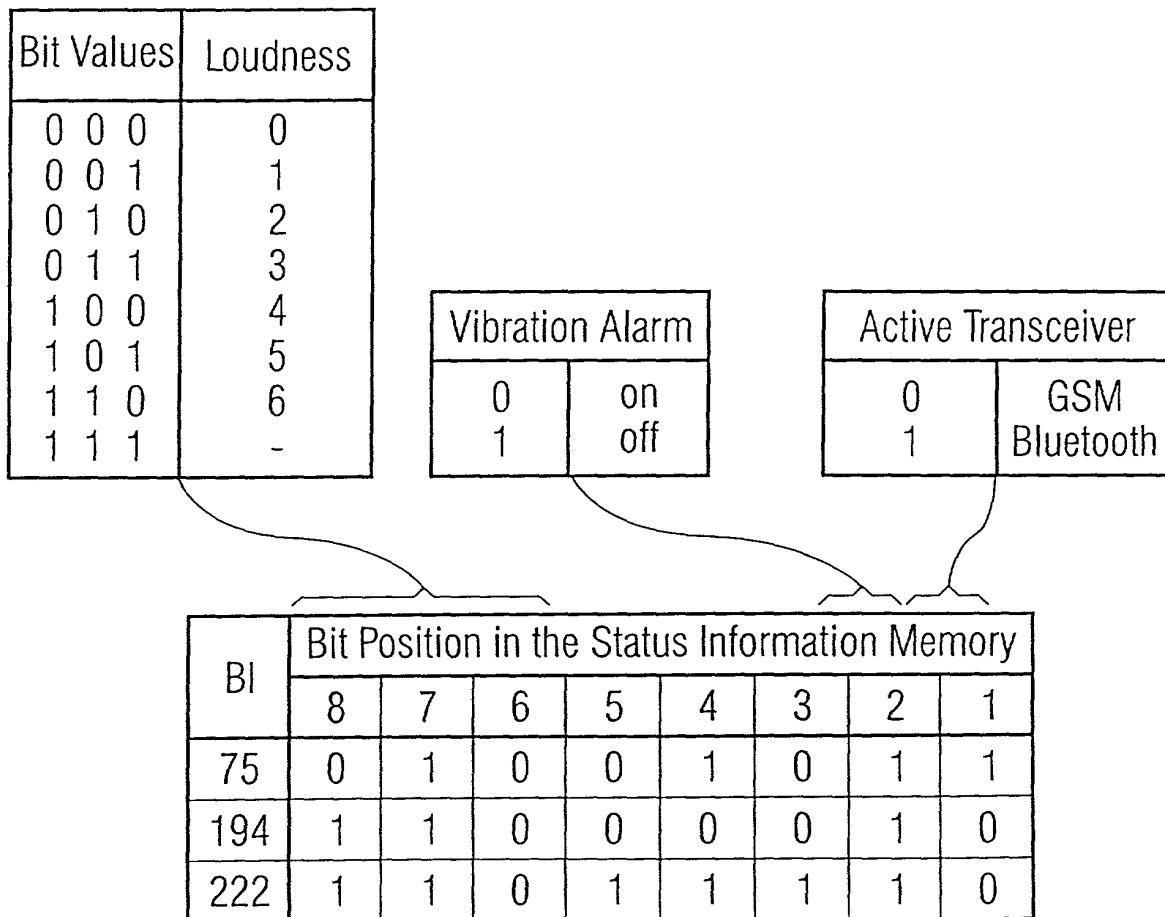 Bit Values Loudness
0 0 0 0
0 0 1 1
0 1 0 2
0 1 1 3
1 0 0 4
1 0 1 5
1 1 0 6
1 1 1 -
Vibration Alarm
0 on
1 off
Active Transceiver
0 GSM
1 Bluetooth
BI Bit Position in the Status Information Memory
8 7 6 5 4 3 2 1
75 0 1 0 0 1 0 1 1
194 1 1 0 0 0 0 1 0
222 1 1 0 1 1 1 1 0